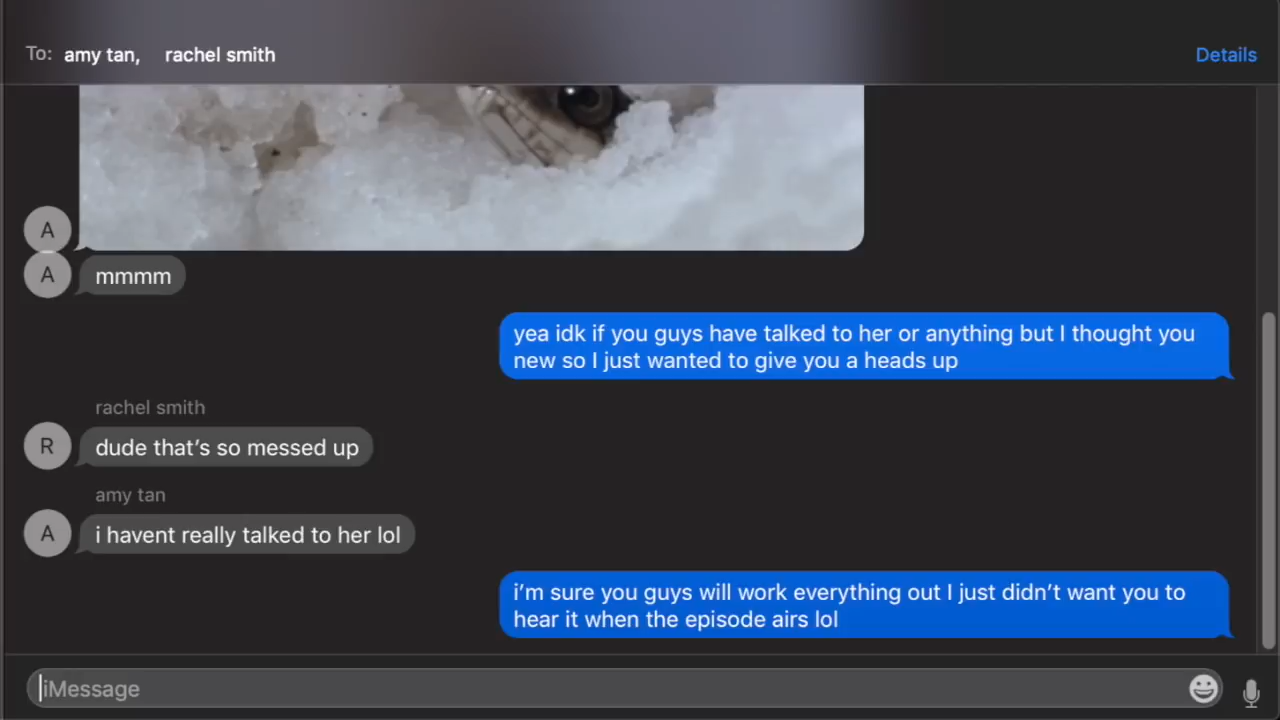 To: amy tan, rachel smith
Details
A
A
mmmm
yea idk if you guys have talked to her or anything but I thought you
new so I just wanted to give you a heads up
rachel smith
R
dude that’s so messed up
amy tan
A
i havent really talked to her lol
i’m sure you guys will work everything out I just didn’t want you to
hear it when the episode airs lol
iMessage